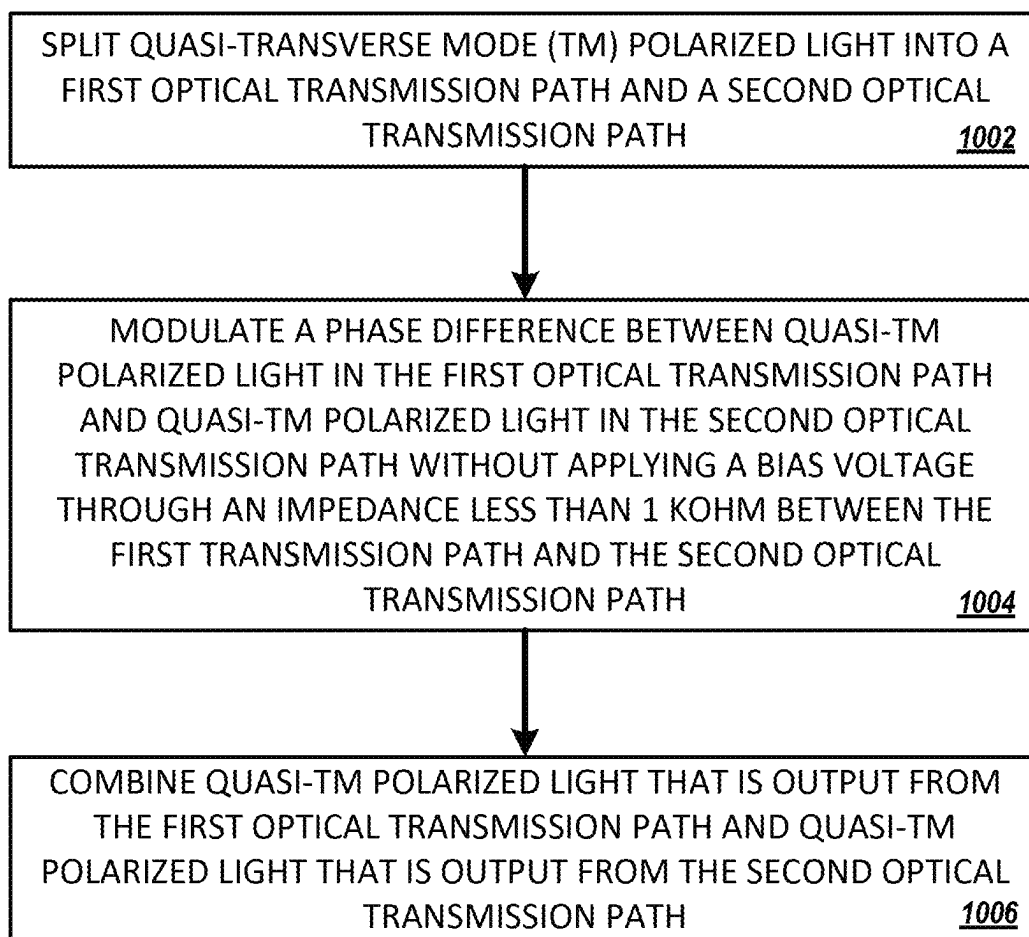 SPLIT QUASI-TRANSVERSE MODE (TM) POLARIZED LIGHT INTO A
FIRST OPTICAL TRANSMISSION PATH AND A SECOND OPTICAL
TRANSMISSION PATH 1002
MODULATE A PHASE DIFFERENCE BETWEEN QUASI-TM
POLARIZED LIGHT IN THE FIRST OPTICAL TRANSMISSION PATH
AND QUASI-TM POLARIZED LIGHT IN THE SECOND OPTICAL
TRANSMISSION PATH WITHOUT APPLYING A BIAS VOLTAGE
THROUGH AN IMPEDANCE LESS THAN 1 KOHM BETWEEN THE
FIRST TRANSMISSION PATH AND THE SECOND OPTICAL
TRANSMISSION PATH 1004
COMBINE QUASI-TM POLARIZED LIGHT THAT IS OUTPUT FROM
THE FIRST OPTICAL TRANSMISSION PATH AND QUASI-TM
POLARIZED LIGHT THAT IS OUTPUT FROM THE SECOND OPTICAL
TRANSMISSION PATH 1006